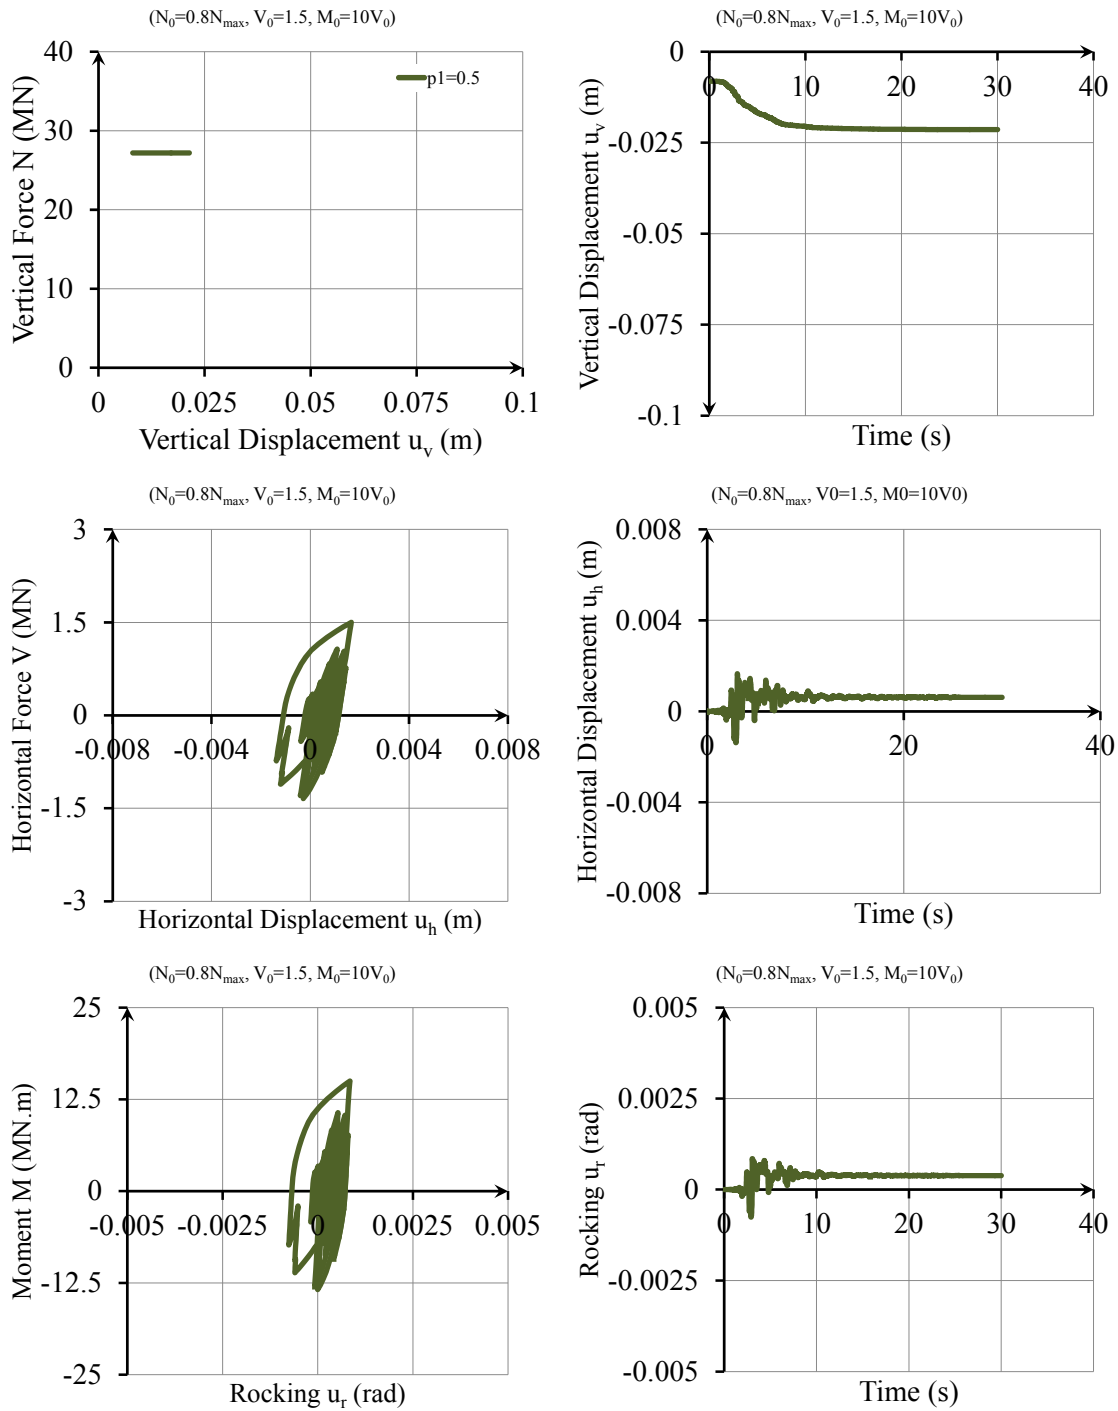 (N₀=0.8Nₘₐₓ, V₀=1.5, M₀=10V₀)
40
30
20
10
0
Vertical Force N (MN)
p1=0.5
0 0.025 0.05 0.075 0.1
Vertical Displacement uᵥ (m)
(N₀=0.8Nₘₐₓ, V₀=1.5, M₀=10V₀)
0
-0.025
-0.05
-0.075
-0.1
Vertical Displacement uᵥ (m)
0 10 20 30 40
Time (s)
(N₀=0.8Nₘₐₓ, V₀=1.5, M₀=10V₀)
3
1.5
0
-1.5
-3
Horizontal Force V (MN)
-0.008 -0.004 0 0.004 0.008
Horizontal Displacement uₕ (m)
(N₀=0.8Nₘₐₓ, V0=1.5, M0=10V0)
0.008
0.004
0
-0.004
-0.008
Horizontal Displacement uₕ (m)
0 20 40
Time (s)
(N₀=0.8Nₘₐₓ, V₀=1.5, M₀=10V₀)
25
12.5
0
-12.5
-25
Moment M (MN.m)
-0.005 -0.0025 0 0.0025 0.005
Rocking uᵣ (rad)
(N₀=0.8Nₘₐₓ, V₀=1.5, M₀=10V₀)
0.005
0.0025
0
-0.0025
-0.005
Rocking uᵣ (rad)
0 10 20 30 40
Time (s)